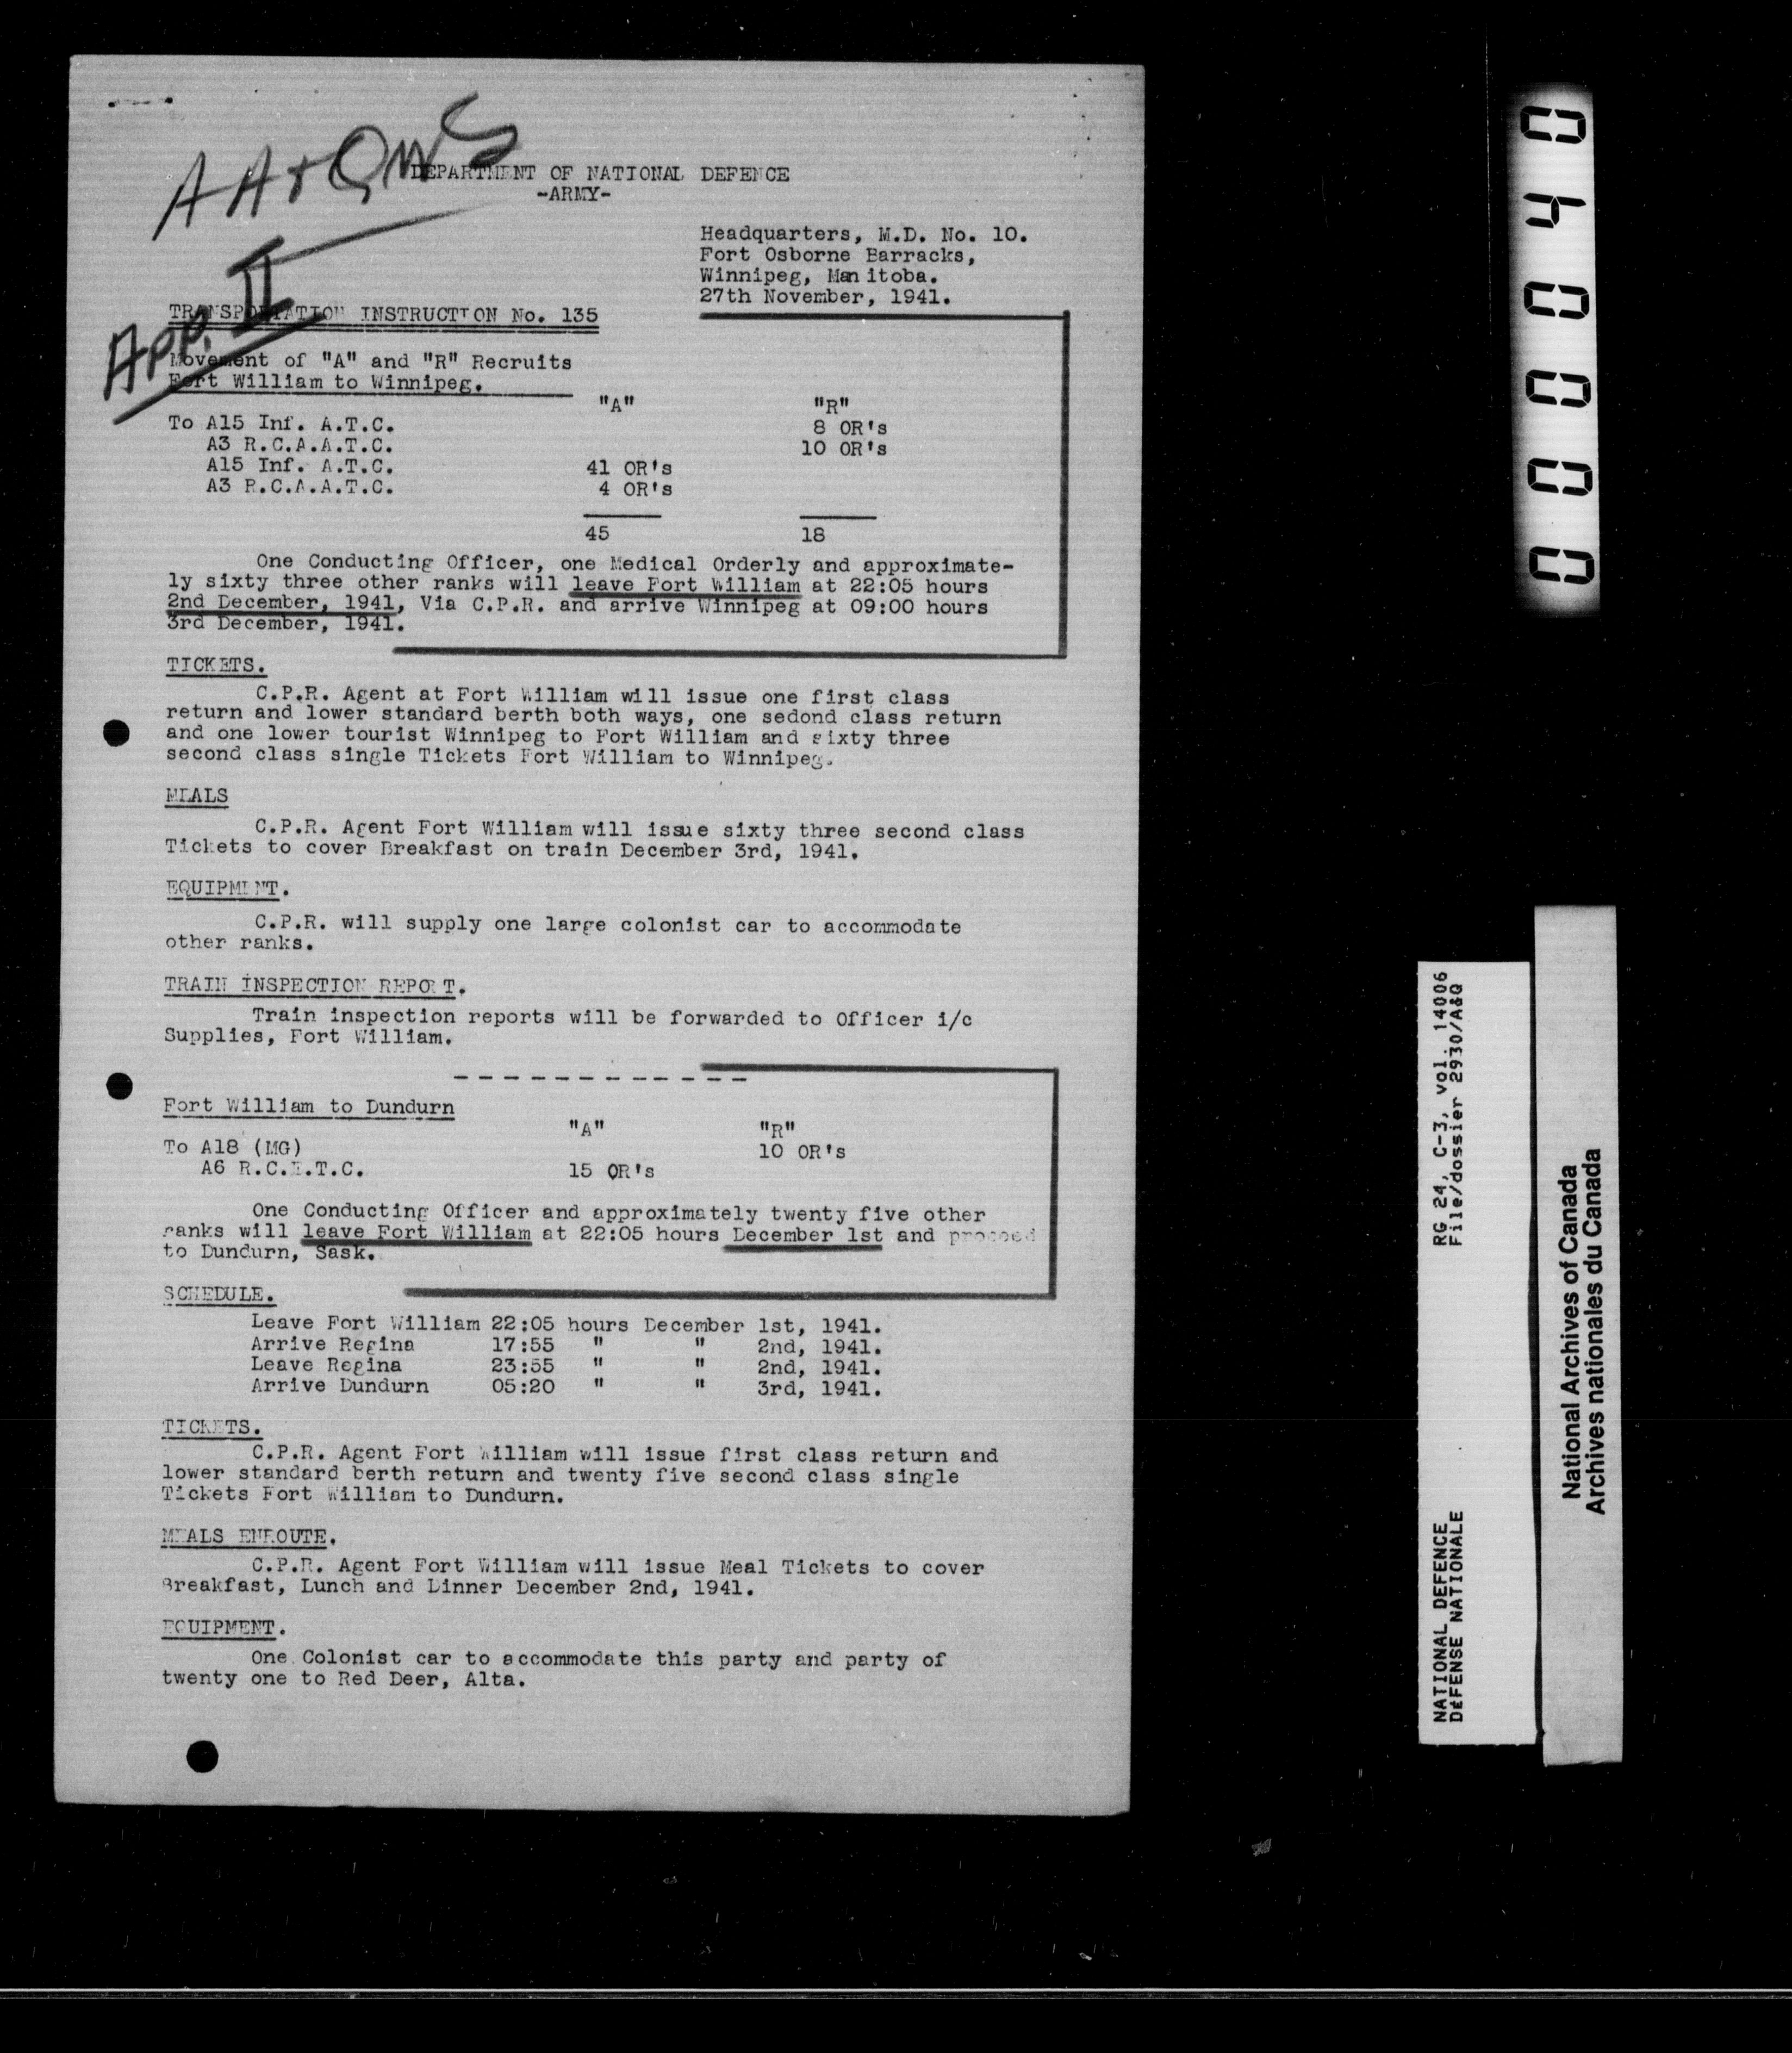 AA+QMG
App. II
DEPARTMENT OF NATIONAL DEFENCE
-ARMY-
Headquarters, M.D. No. 10.
Fort Osborne Barracks,
Winnipeg, Manitoba.
27th November, 1941.
TRANSPORTATION INSTRUCTION No. 135
Movement of "A" and "R" Recruits
Fort William to Winnipeg.
"A" "R"
To A15 Inf. A.T.C. 8 OR's
A3 R.C.A.A.T.C. 10 OR's
A15 Inf. A.T.C. 41 OR's
A3 R.C.A.A.T.C. 4 OR's
45 18
One Conducting Officer, one Medical Orderly and approximate-
ly sixty three other ranks will leave Fort William at 22:05 hours
2nd December, 1941, Via C.P.R. and arrive Winnipeg at 09:00 hours
3rd December, 1941.
TICKETS.
C.P.R. Agent at Fort William will issue one first class
return and lower standard berth both ways, one sedond class return
and one lower tourist Winnipeg to Fort William and sixty three
second class single Tickets Fort William to Winnipeg.
MEALS
C.P.R. Agent Fort William will issue sixty three second class
Tickets to cover Breakfast on train December 3rd, 1941.
EQUIPMENT.
C.P.R. will supply one large colonist car to accommodate
other ranks.
TRAIN INSPECTION REPORT.
Train inspection reports will be forwarded to Officer i/c
Supplies, Fort William.
- - - - - - - - - - - -
Fort William to Dundurn
"A" "R"
To A18 (MG) 10 OR's
A6 R.C.E.T.C. 15 OR's
One Conducting Officer and approximately twenty five other
ranks will leave Fort William at 22:05 hours December 1st and proceed
to Dundurn, Sask.
SCHEDULE.
Leave Fort William 22:05 hours December 1st, 1941.
Arrive Regina 17:55 " " 2nd, 1941.
Leave Regina 23:55 " " 2nd, 1941.
Arrive Dundurn 05:20 " " 3rd, 1941.
TICKETS.
C.P.R. Agent Fort William will issue first class return and
lower standard berth return and twenty five second class single
Tickets Fort William to Dundurn.
MEALS ENROUTE.
C.P.R. Agent Fort William will issue Meal Tickets to cover
Breakfast, Lunch and Dinner December 2nd, 1941.
EQUIPMENT.
One Colonist car to accommodate this party and party of
twenty one to Red Deer, Alta.
000040
NATIONAL DEFENCE RG 24, C-3, vol. 14006
DÉFENSE NATIONALE File/dossier 2930/A&Q
National Archives of Canada
Archives nationales du Canada